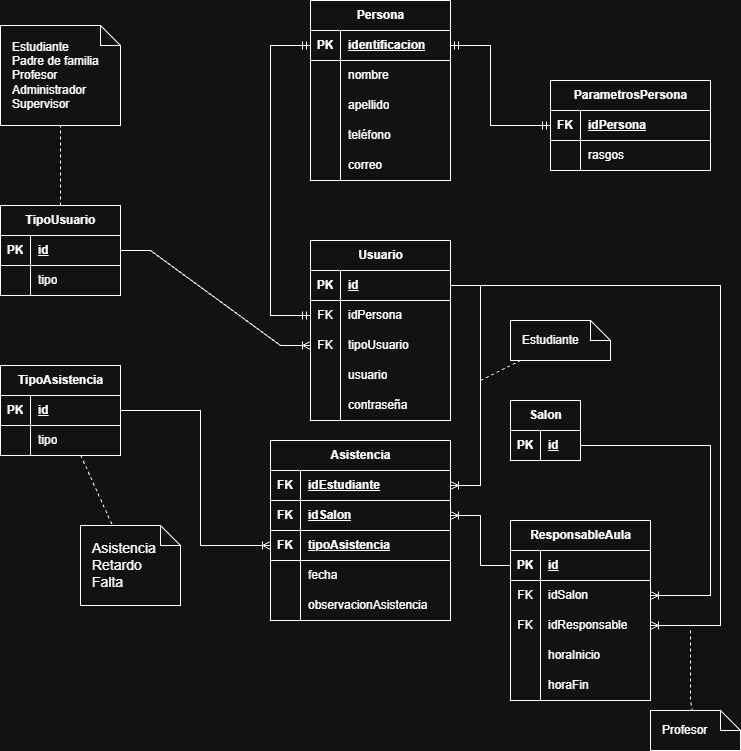 Persona
PK identificacion
nombre
apellido
teléfono
correo
Estudiante
Padre de familia
Profesor
Administrador
Supervisor
ParametrosPersona
FK idPersona
rasgos
TipoUsuario
PK id
tipo
Usuario
PK id
FK idPersona
FK tipoUsuario
usuario
contraseña
Estudiante
TipoAsistencia
PK id
tipo
Salon
PK id
Asistencia
FK idEstudiante
FK idSalon
FK tipoAsistencia
fecha
observacionAsistencia
Asistencia
Retardo
Falta
ResponsableAula
PK id
FK idSalon
FK idResponsable
horaInicio
horaFin
Profesor